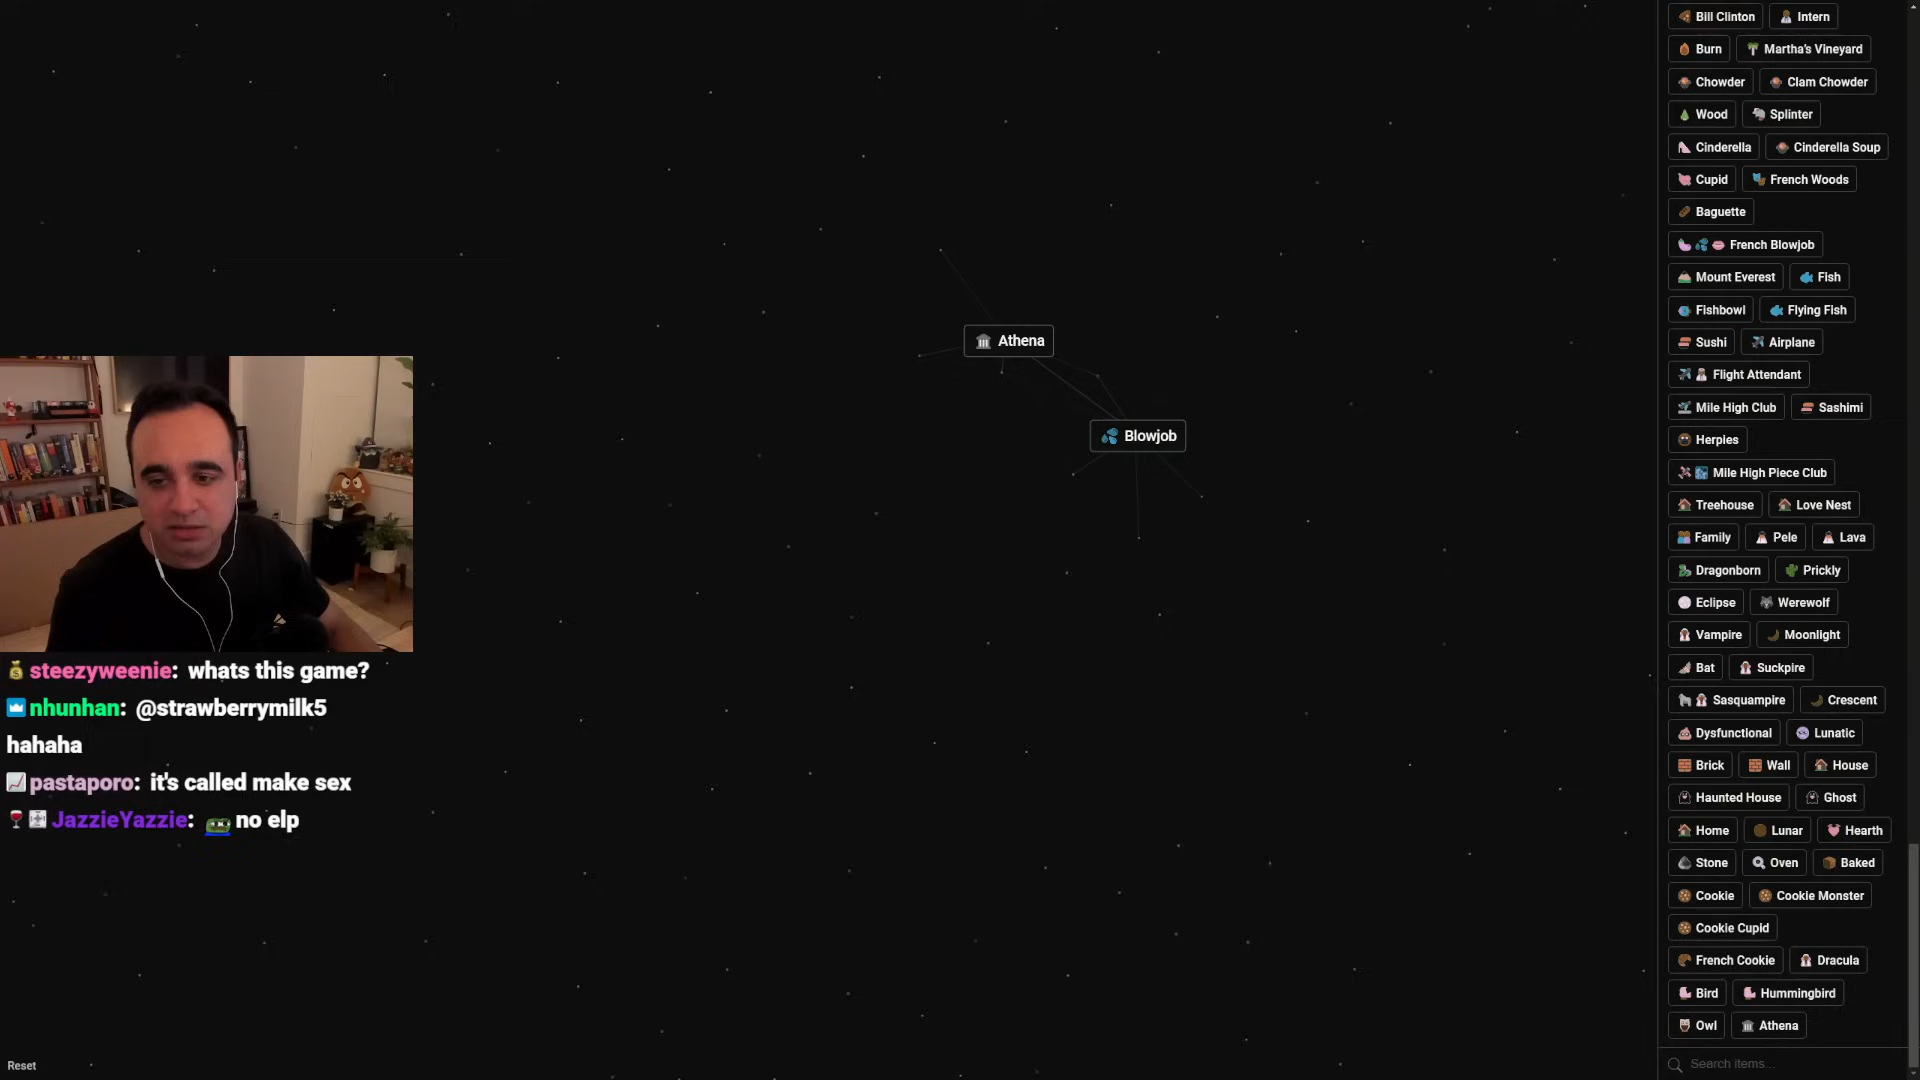 Athena
Blowjob
steezyweenie: whats this game?
nhunhan: @strawberrymilk5
hahaha
pastaporo: it's called make sex
JazzieYazzie: no elp
Reset
Bill Clinton Intern
Burn Martha's Vineyard
Chowder Clam Chowder
Wood Splinter
Cinderella Cinderella Soup
Cupid French Woods
Baguette
French Blowjob
Mount Everest Fish
Fishbowl Flying Fish
Sushi Airplane
Flight Attendant
Mile High Club Sashimi
Herpies
Mile High Piece Club
Treehouse Love Nest
Family Pele Lava
Dragonborn Prickly
Eclipse Werewolf
Vampire Moonlight
Bat Suckpire
Sasquampire Crescent
Dysfunctional Lunatic
Brick Wall House
Haunted House Ghost
Home Lunar Hearth
Stone Oven Baked
Cookie Cookie Monster
Cookie Cupid
French Cookie Dracula
Bird Hummingbird
Owl Athena
Search items...